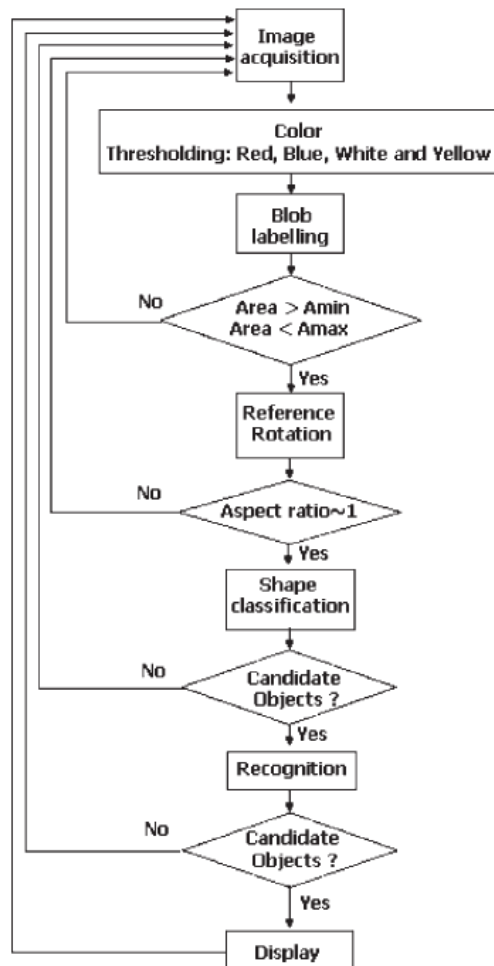 Image
acquisition
Color
Thresholding: Red, Blue, White and Yellow
Blob
labelling
No
Area > Amin
Area < Amax
Yes
Reference
Rotation
No
Aspect ratio~1
Yes
Shape
classification
No
Candidate
Objects ?
Yes
Recognition
No
Candidate
Objects ?
Yes
Display